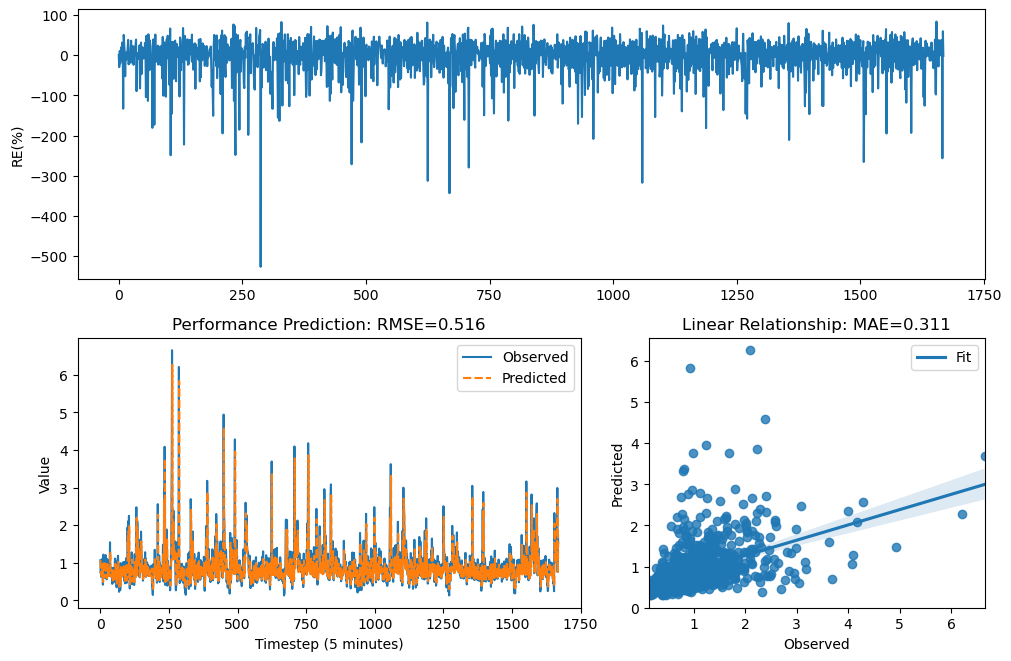 100
0
−100
−200
−300
−400
−500
RE(%)
0 250 500 750 1000 1250 1500 1750
Performance Prediction: RMSE=0.516
Observed
Predicted
6
5
4
3
2
1
0
Value
0 250 500 750 1000 1250 1500 1750
Timestep (5 minutes)
Linear Relationship: MAE=0.311
Fit
6
5
4
3
2
1
0
Predicted
1 2 3 4 5 6
Observed